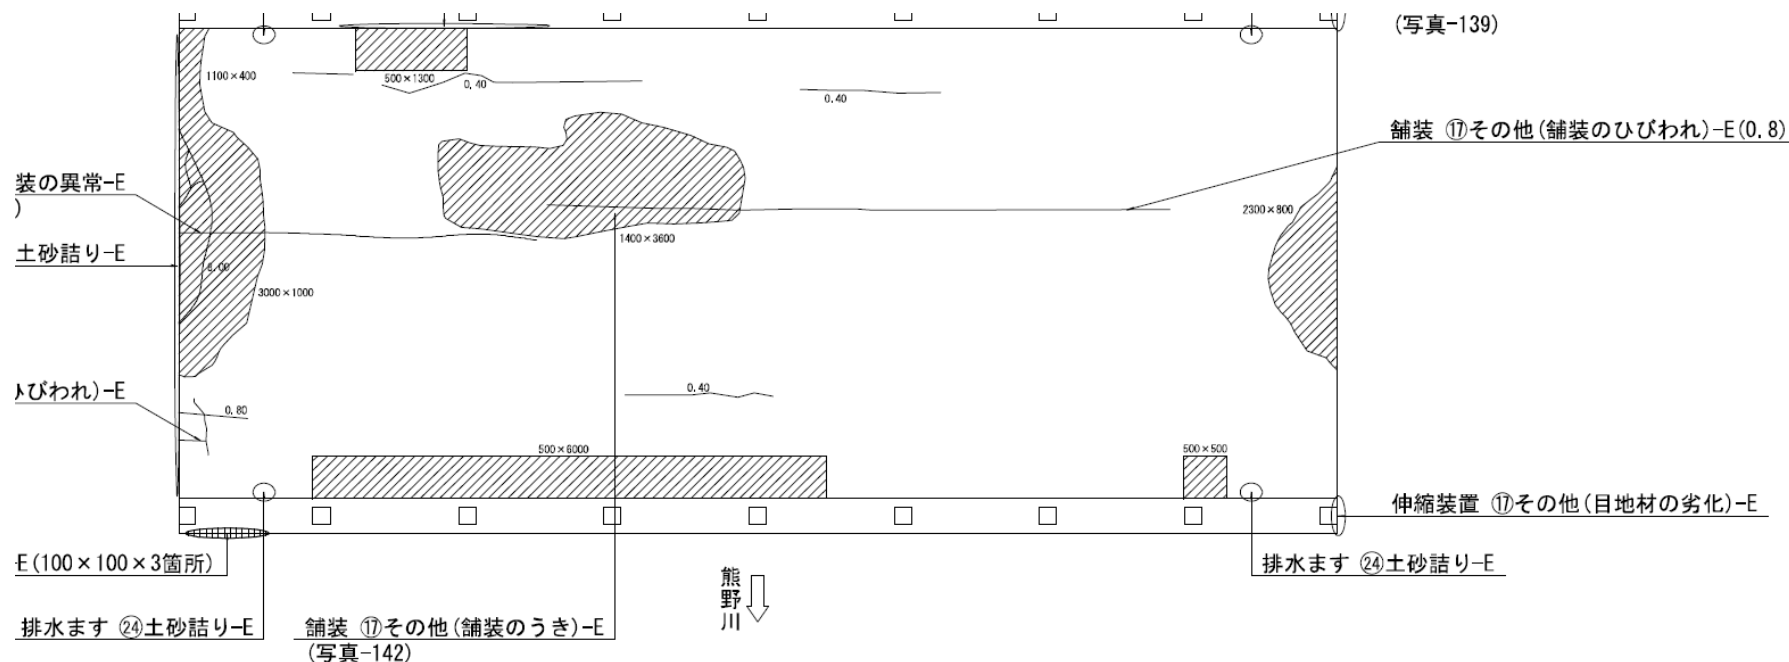 (写真-139)
1100×400
500×1300
0.40
0.40
舗装 ⑰その他(舗装のひびわれ)-E(0.8)
装の異常-E
)
2300×800
1400×3600
土砂詰り-E
3000×1000
0.40
びわれ)-E
0.80
500×6000
500×500
伸縮装置 ⑰その他(目地材の劣化)-E
E(100×100×3箇所)
排水ます ㉔土砂詰り-E
熊野川
排水ます ㉔土砂詰り-E
舗装 ⑰その他(舗装のうき)-E
(写真-142)